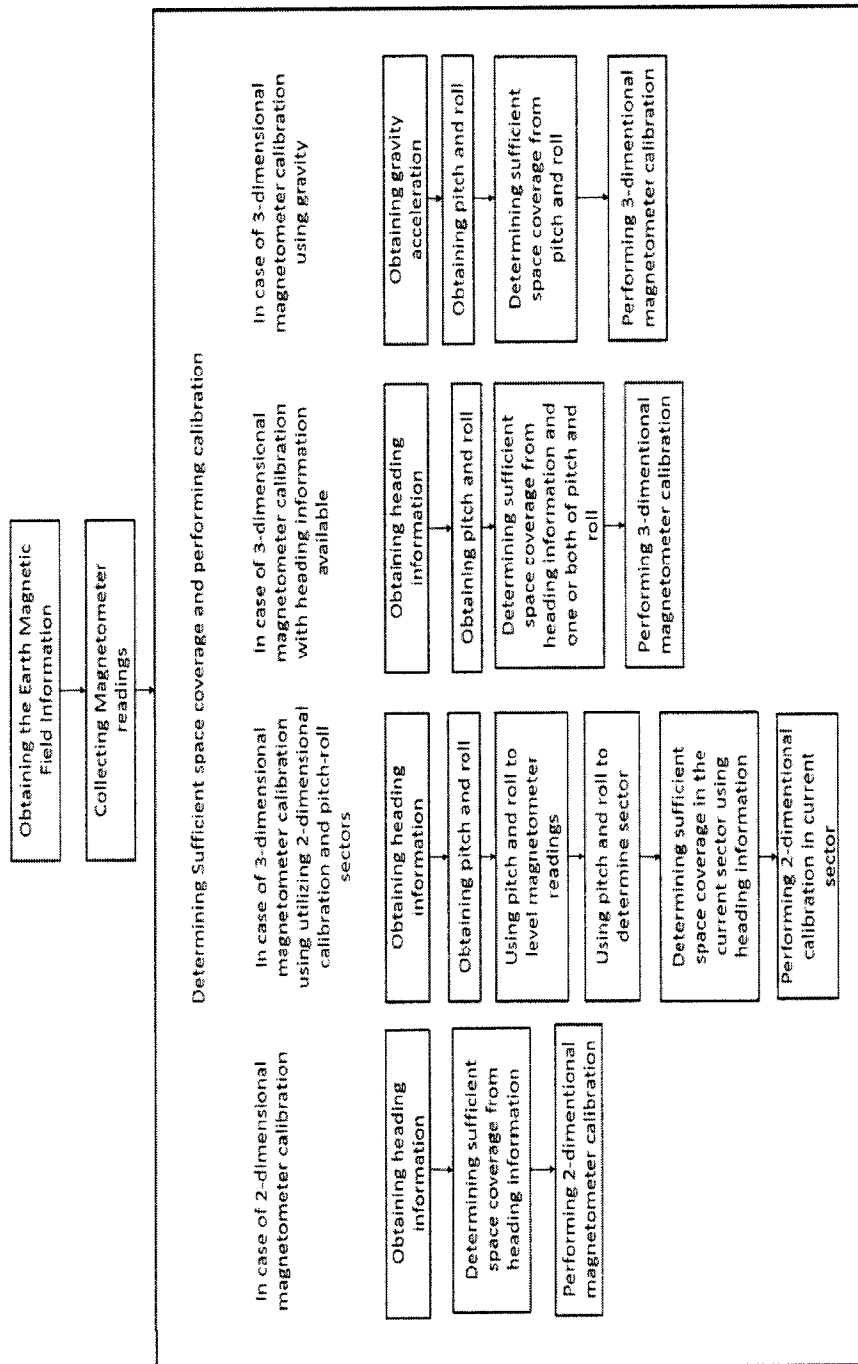 Obtaining the Earth Magnetic
Field Information
Collecting Magnetometer
readings
Determining Sufficient space coverage and performing calibration
In case of 2-dimensional
magnetometer calibration
Obtaining heading
information
Determining sufficient
space coverage from
heading information
Performing 2-dimentional
magnetometer calibration
In case of 3-dimensional
magnetometer calibration
using utilizing 2-dimensional
calibration and pitch-roll
sectors
Obtaining heading
information
Obtaining pitch and roll
Using pitch and roll to
level magnetometer
readings
Using pitch and roll to
determine sector
Determining sufficient
space coverage in the
current sector using
heading information
Performing 2-dimentional
calibration in current
sector
In case of 3-dimensional
magnetometer calibration
with heading information
available
Obtaining heading
information
Obtaining pitch and roll
Determining sufficient
space coverage from
heading information and
one or both of pitch and
roll
Performing 3-dimentional
magnetometer calibration
In case of 3-dimensional
magnetometer calibration
using gravity
Obtaining gravity
acceleration
Obtaining pitch and roll
Determining sufficient
space coverage from
pitch and roll
Performing 3-dimentional
magnetometer calibration